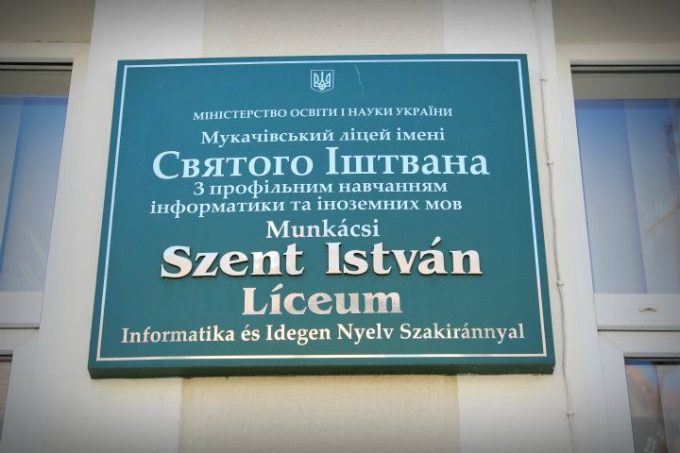 МІНІСТЕРСТВО ОСВІТИ І НАУКИ УКРАЇНИ
Мукачівський ліцей імені
Святого Іштвана
З профільним навчанням
інформатики та іноземних мов
Munkácsi
Szent István
Líceum
Informatika és Idegen Nyelv Szakiránnyal